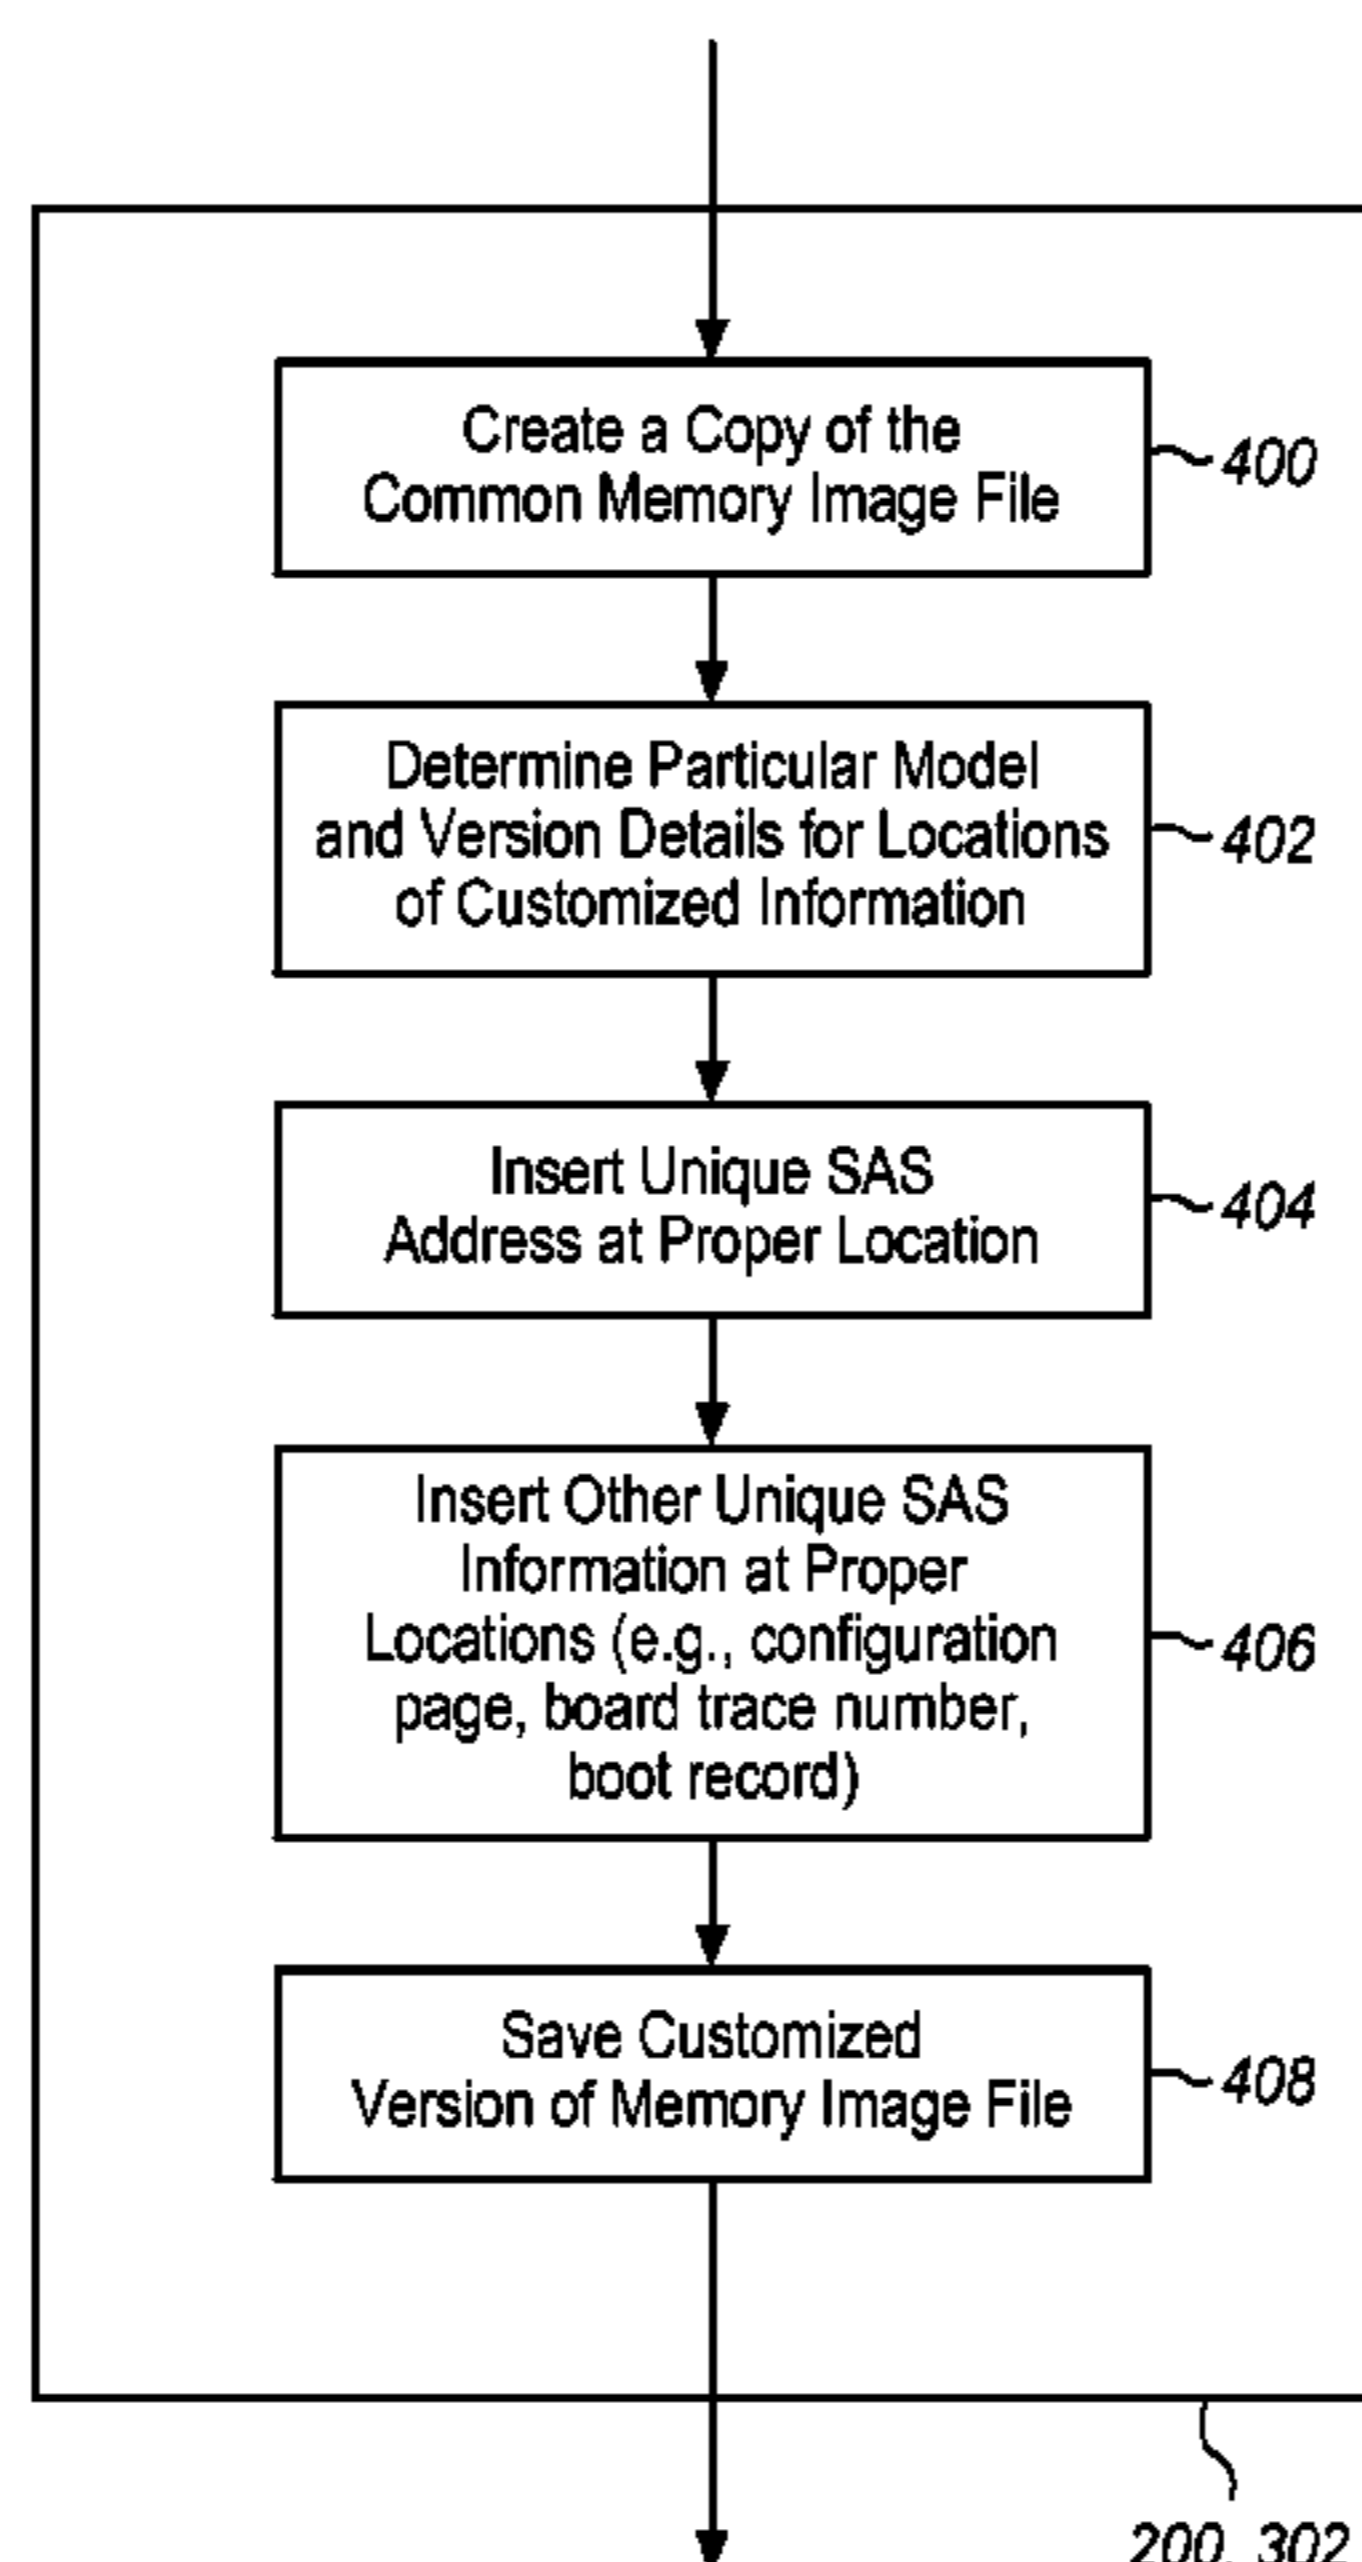 Create a Copy of the
Common Memory Image File
400
Determine Particular Model
and Version Details for Locations
of Customized Information
402
Insert Unique SAS
Address at Proper Location
404
Insert Other Unique SAS
Information at Proper
Locations (e.g., configuration
page, board trace number,
boot record)
406
Save Customized
Version of Memory Image File
408
200, 302